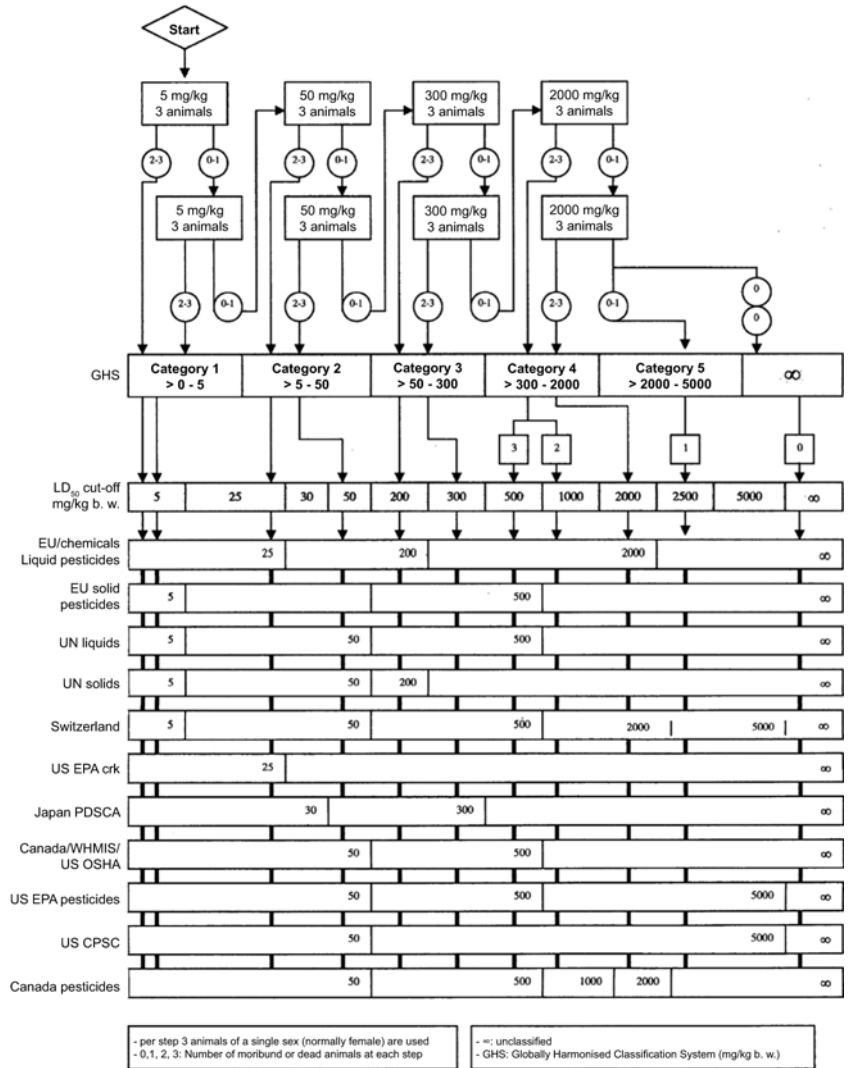 Start
5 mg/kg 50 mg/kg 300 mg/kg 2000 mg/kg
3 animals 3 animals 3 animals 3 animals
2-3 0-1 2-3 0-1 2-3 0-1 2-3 0-1
5 mg/kg 50 mg/kg 300 mg/kg 2000 mg/kg
3 animals 3 animals 3 animals 3 animals
2-3 0-1 2-3 0-1 2-3 0-1 2-3 0-1 0
0
GHS Category 1 Category 2 Category 3 Category 4 Category 5 ∞
> 0 - 5 > 5 - 50 > 50 - 300 > 300 - 2000 > 2000 - 5000
3 2 1 0
LD50 cut-off
mg/kg b. w.
5 25 30 50 200 300 500 1000 2000 2500 5000 ∞
EU/chemicals
Liquid pesticides
25 200 2000 ∞
EU solid
pesticides
5 500 ∞
UN liquids 5 50 500 ∞
UN solids 5 50 200 ∞
Switzerland 5 50 500 2000 5000 ∞
US EPA crk 25 ∞
Japan PDSCA 30 300 ∞
Canada/WHMIS/
US OSHA
50 500 ∞
US EPA pesticides 50 500 5000 ∞
US CPSC 50 5000 ∞
Canada pesticides 50 500 1000 2000 ∞
- per step 3 animals of a single sex (normally female) are used
- 0,1, 2, 3: Number of moribund or dead animals at each step
- ∞: unclassified
- GHS: Globally Harmonised Classification System (mg/kg b. w.)